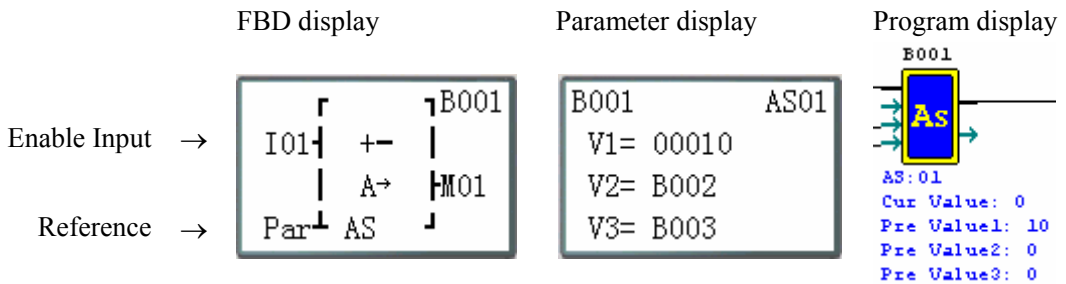 FBD display
Parameter display
Program display
Enable Input →
Reference →
B001
I01 +−
A→ M01
Par AS
B001 AS01
V1= 00010
V2= B002
V3= B003
B001
As
AS:01
Cur Value: 0
Pre Value1: 10
Pre Value2: 0
Pre Value3: 0